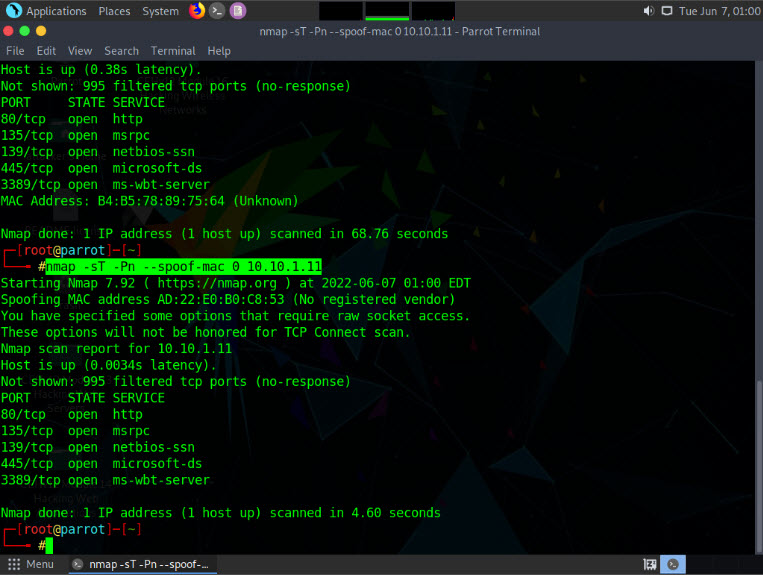 Applications Places System Tue Jun 7, 01:00
nmap -sT -Pn --spoof-mac 0 10.10.1.11 - Parrot Terminal
File Edit View Search Terminal Help
Host is up (0.38s latency).
Not shown: 995 filtered tcp ports (no-response)
PORT STATE SERVICE
80/tcp open http
135/tcp open msrpc
139/tcp open netbios-ssn
445/tcp open microsoft-ds
3389/tcp open ms-wbt-server
MAC Address: B4:B5:78:89:75:64 (Unknown)
Nmap done: 1 IP address (1 host up) scanned in 68.76 seconds
[root@parrot]-[~]
#nmap -sT -Pn --spoof-mac 0 10.10.1.11
Starting Nmap 7.92 ( https://nmap.org ) at 2022-06-07 01:00 EDT
Spoofing MAC address AD:22:E0:B0:C8:53 (No registered vendor)
You have specified some options that require raw socket access.
These options will not be honored for TCP Connect scan.
Nmap scan report for 10.10.1.11
Host is up (0.0034s latency).
Not shown: 995 filtered tcp ports (no-response)
PORT STATE SERVICE
80/tcp open http
135/tcp open msrpc
139/tcp open netbios-ssn
445/tcp open microsoft-ds
3389/tcp open ms-wbt-server
Nmap done: 1 IP address (1 host up) scanned in 4.60 seconds
[root@parrot]-[~]
#
Menu nmap -sT -Pn --spoof-...